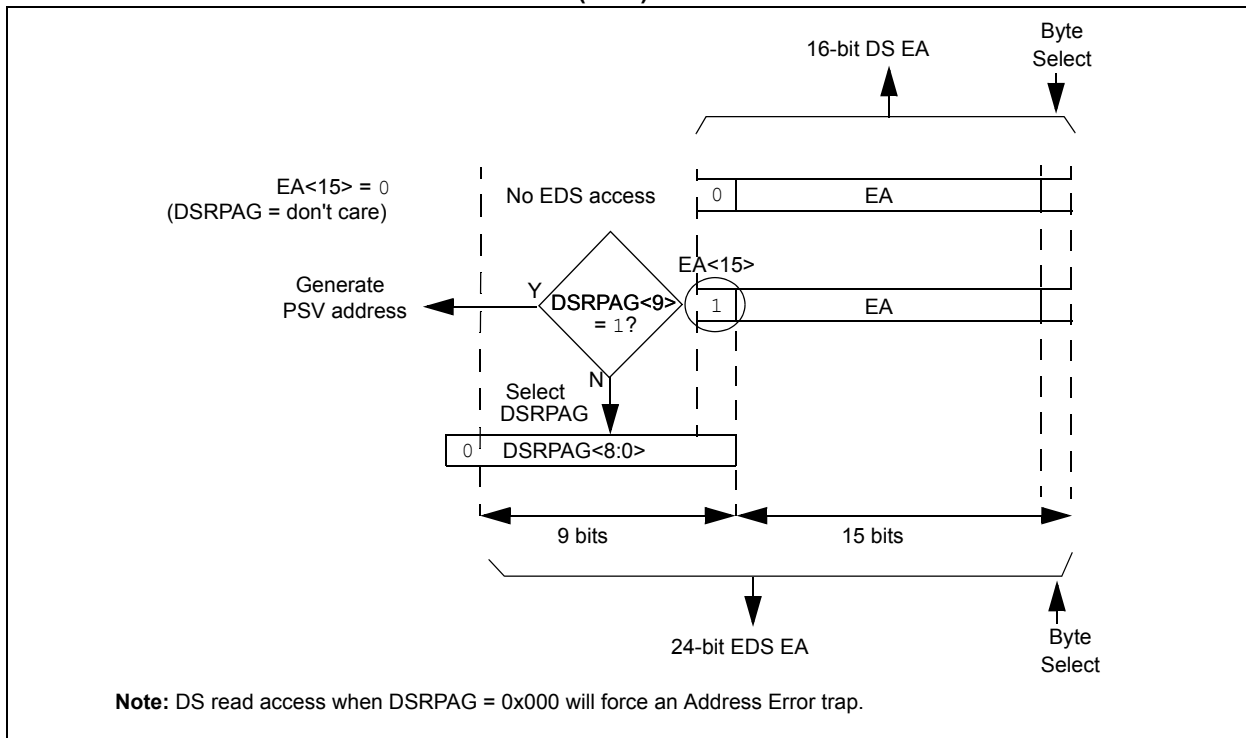 16-bit DS EA
Byte
Select
EA<15> = 0
(DSRPAG = don't care)
No EDS access
0
EA
EA<15>
Generate
PSV address
Y
DSRPAG<9>
= 1?
1
EA
N
Select
DSRPAG
0
DSRPAG<8:0>
9 bits
15 bits
24-bit EDS EA
Byte
Select
Note: DS read access when DSRPAG = 0x000 will force an Address Error trap.